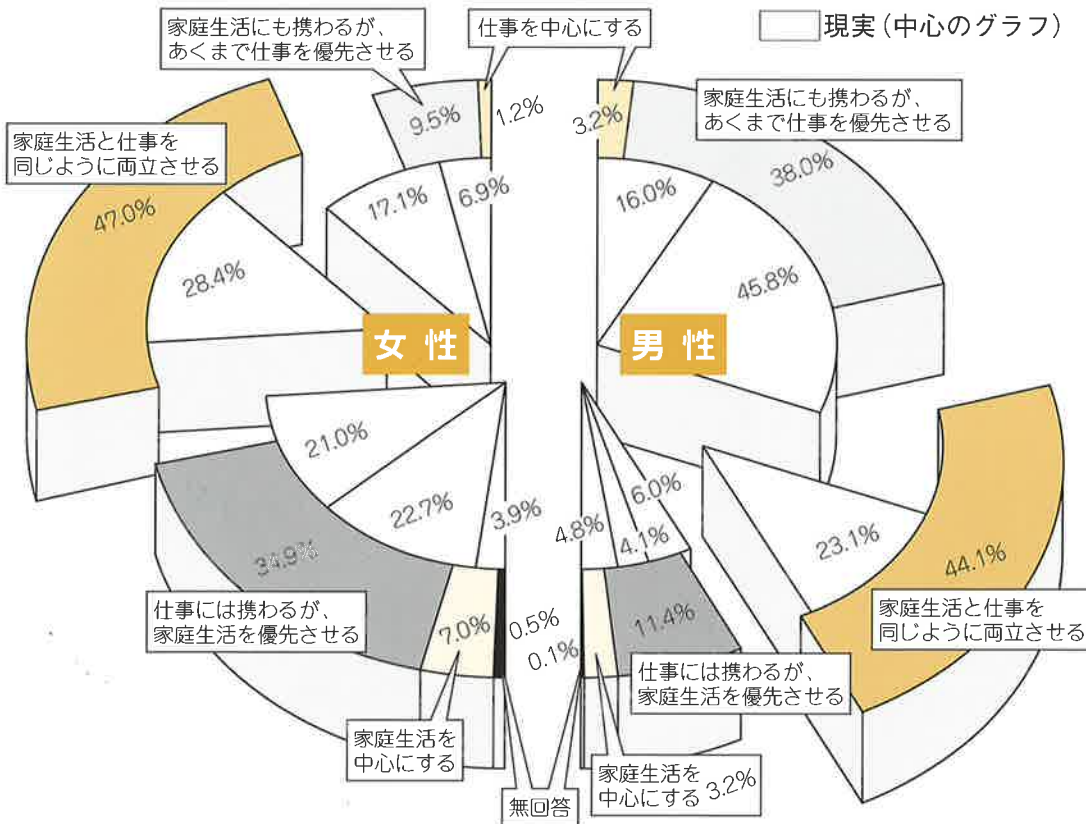 家庭生活にも携わるが、
あくまで仕事を優先させる
仕事を中心にする
現実(中心のグラフ)
家庭生活と仕事を
同じように両立させる
家庭生活にも携わるが、
あくまで仕事を優先させる
9.5%
1.2%
3.2%
47.0%
17.1%
6.9%
16.0%
38.0%
28.4%
45.8%
女性
男性
21.0%
22.7%
3.9%
4.8%
4.1%
6.0%
23.1%
44.1%
34.9%
仕事には携わるが、
家庭生活を優先させる
7.0%
0.5%
0.1%
11.4%
家庭生活と仕事を
同じように両立させる
仕事には携わるが、
家庭生活を優先させる
家庭生活を
中心にする
無回答
家庭生活を
中心にする 3.2%